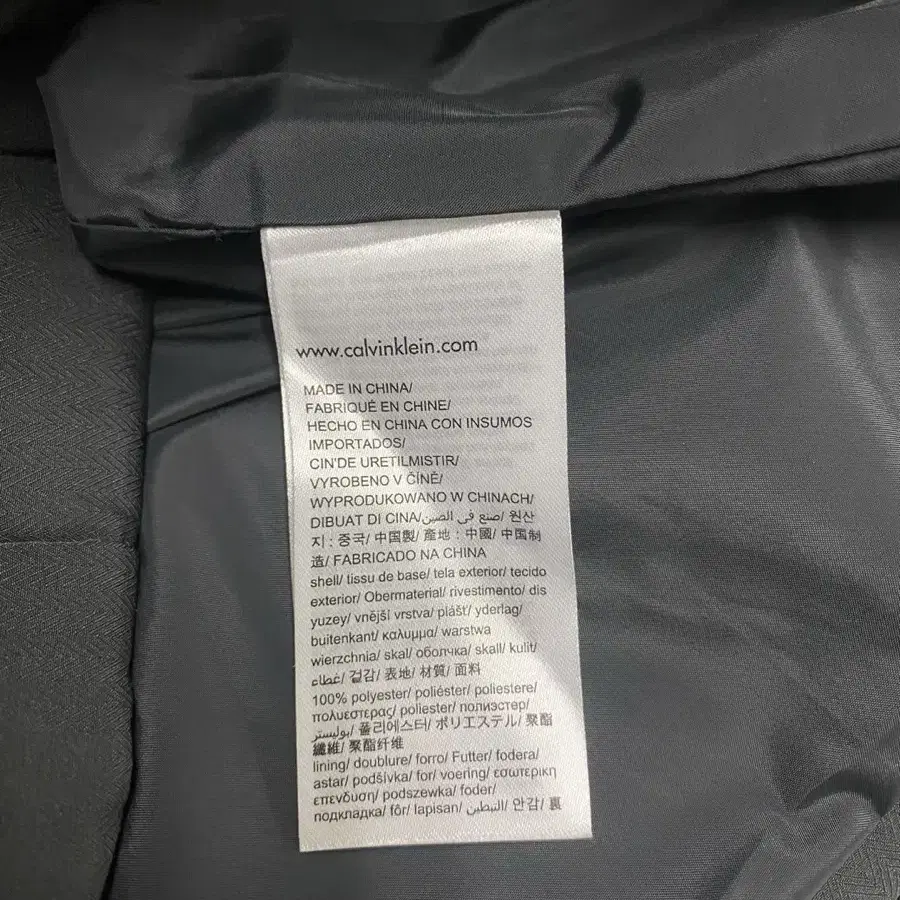 www.calvinklein.com
MADE IN CHINA/
FABRIQUÉ EN CHINE/
HECHO EN CHINA CON INSUMOS
IMPORTADOS/
CIN'DE URETILMISTIR/
VYROBENO V ČÍNĚ/
WYPRODUKOWANO W CHINACH/
DIBUAT DI CINA/صنع في الصين/ 원산
지 : 중국/ 中国製/ 產地 : 中國/ 中国制
造/ FABRICADO NA CHINA
shell/ tissu de base/ tela exterior/ tecido
exterior/ Obermaterial/ rivestimento/ dis
yuzey/ vnější vrstva/ plášť/ yderlag/
buitenkant/ καλυμμα/ warstwa
wierzchnia/ skal/ оболчка/ skall/ kulit/
غطاء/ 겉감/ 表地/ 材質/ 面料
100% polyester/ poliéster/ poliestere/
πολυεστερας/ poliester/ полиэстер/
بوليستر/ 폴리에스터/ ポリエステル/ 聚酯
纖維/ 聚酯纤维
lining/ doublure/ forro/ Futter/ fodera/
astar/ podšívka/ for/ voering/ εσωτερικη
επενδυση/ podszewka/ foder/
подкладка/ fôr/ lapisan/ التبطين/ 안감/ 裏